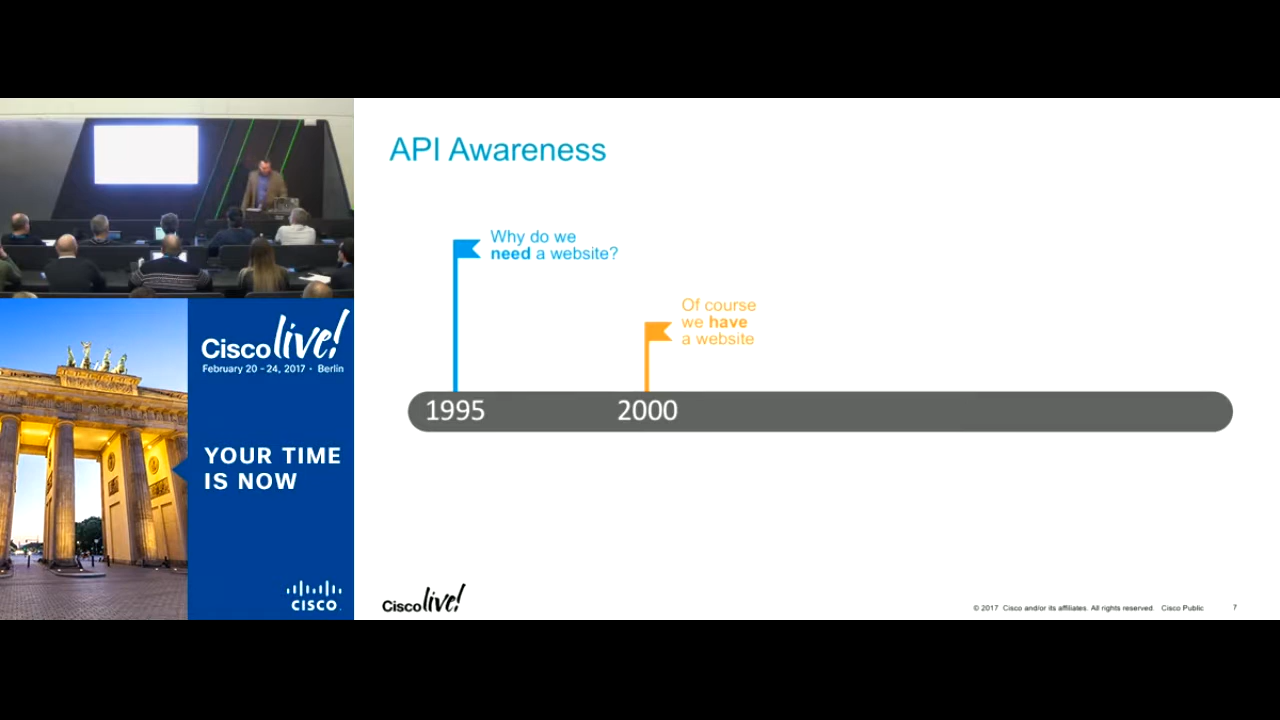 API Awareness
Why do we
need a website?
Of course
we have
a website
1995
2000
Cisco live!
February 20 - 24, 2017 • Berlin
YOUR TIME
IS NOW
CISCO
Cisco live!
© 2017 Cisco and/or its affiliates. All rights reserved. Cisco Public
7